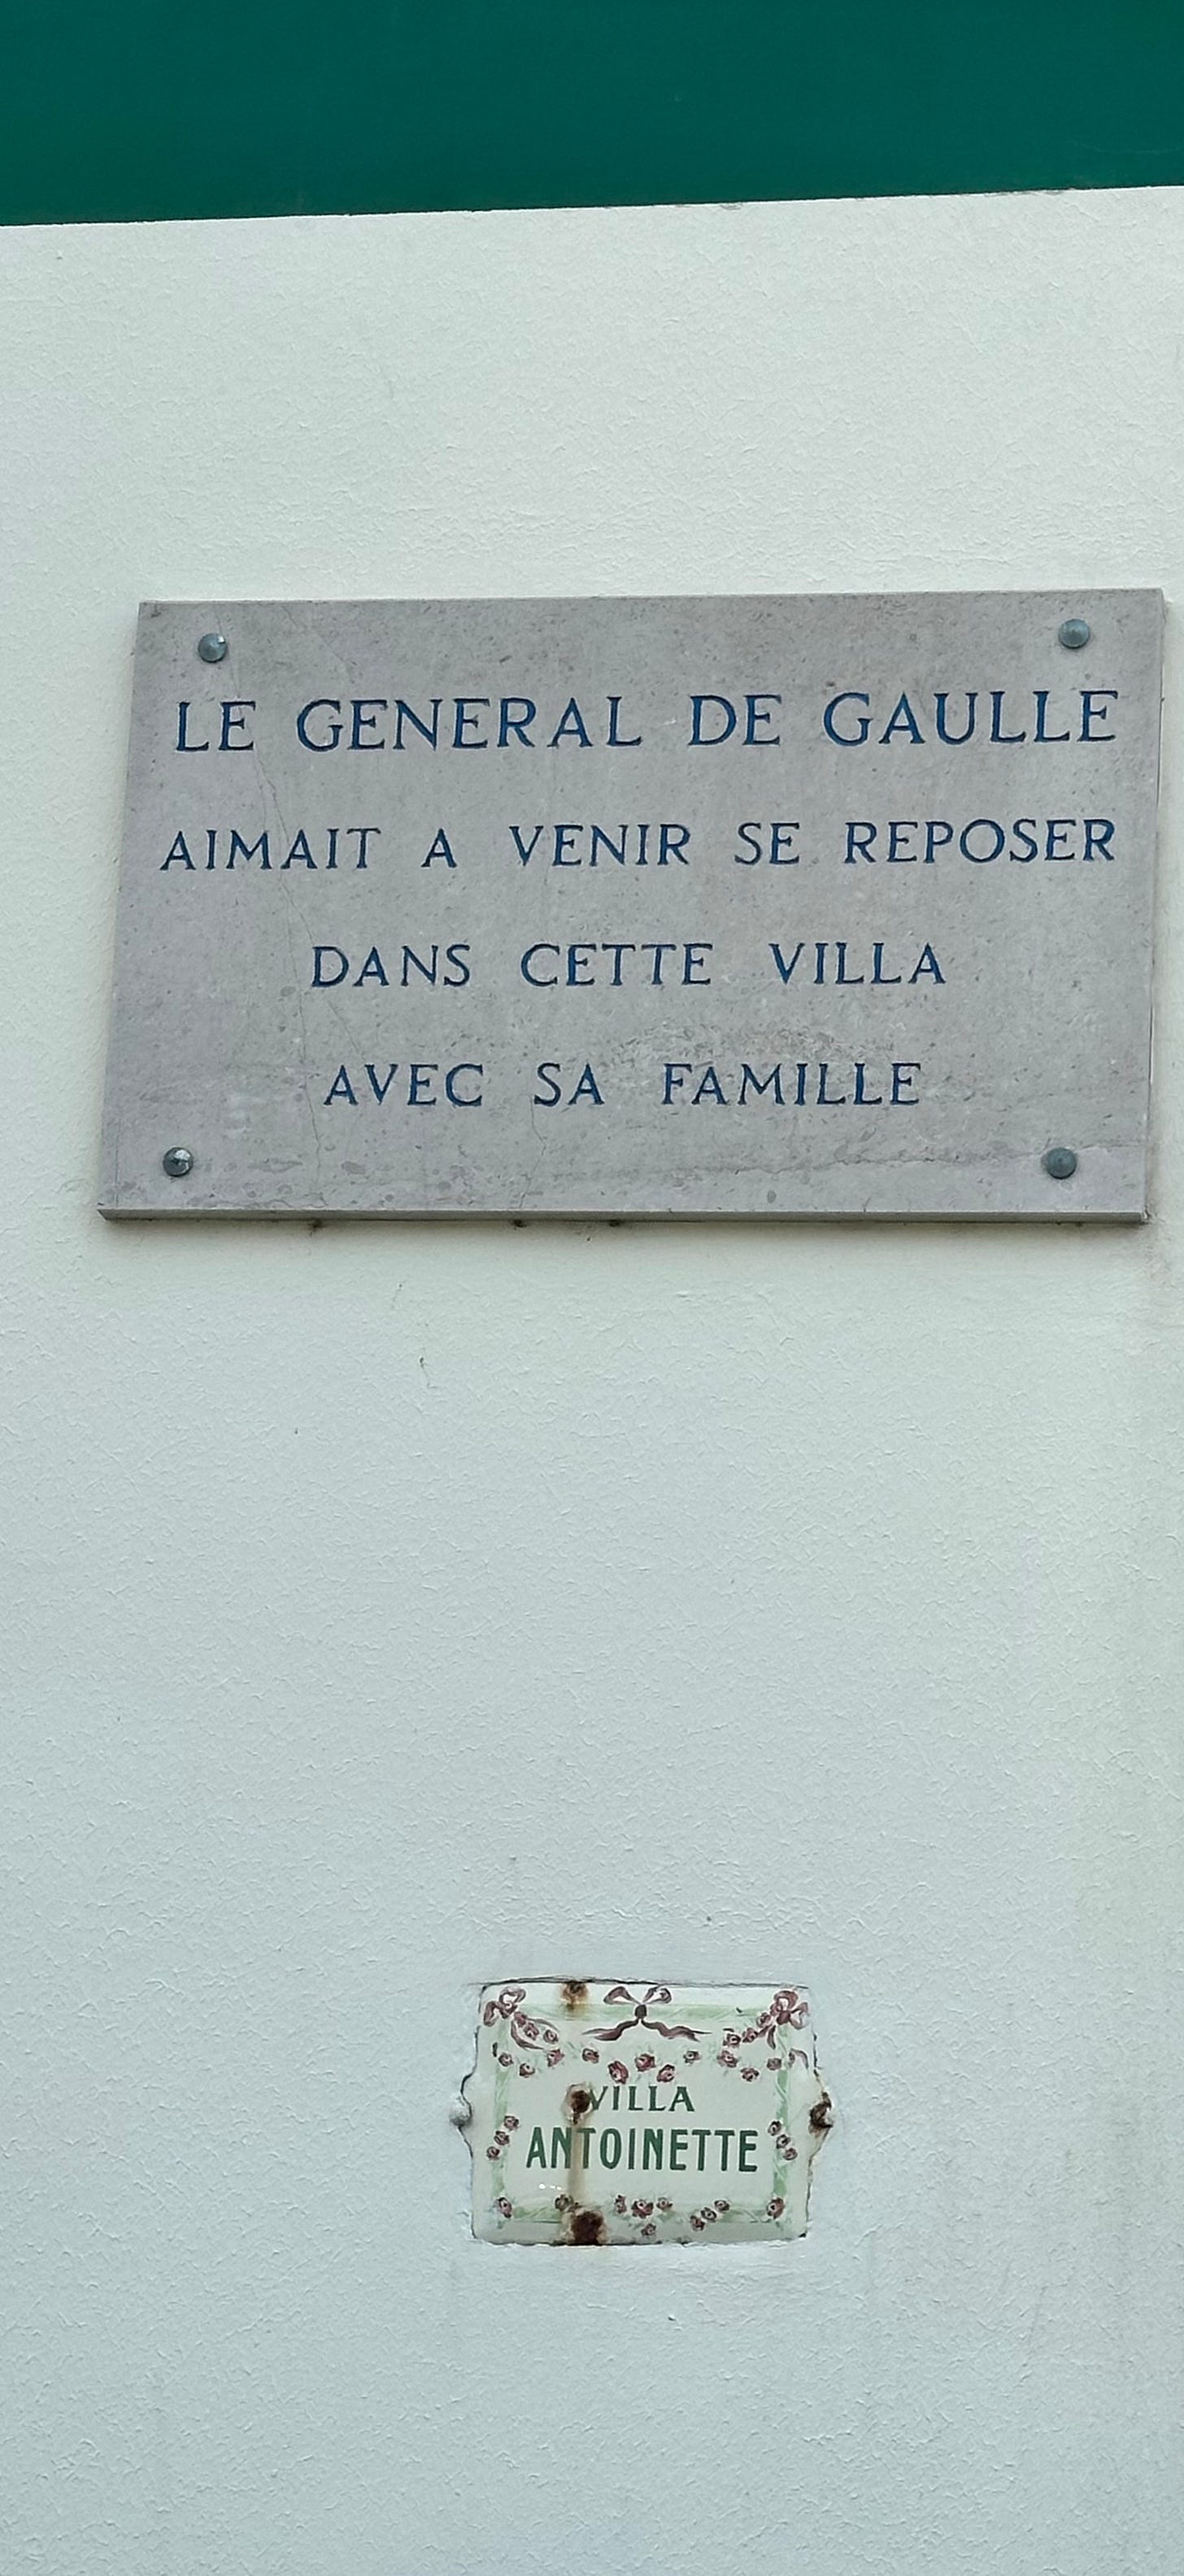 LE GENERAL DE GAULLE
AIMAIT A VENIR SE REPOSER
DANS CETTE VILLA
AVEC SA FAMILLE
VILLA
ANTOINETTE